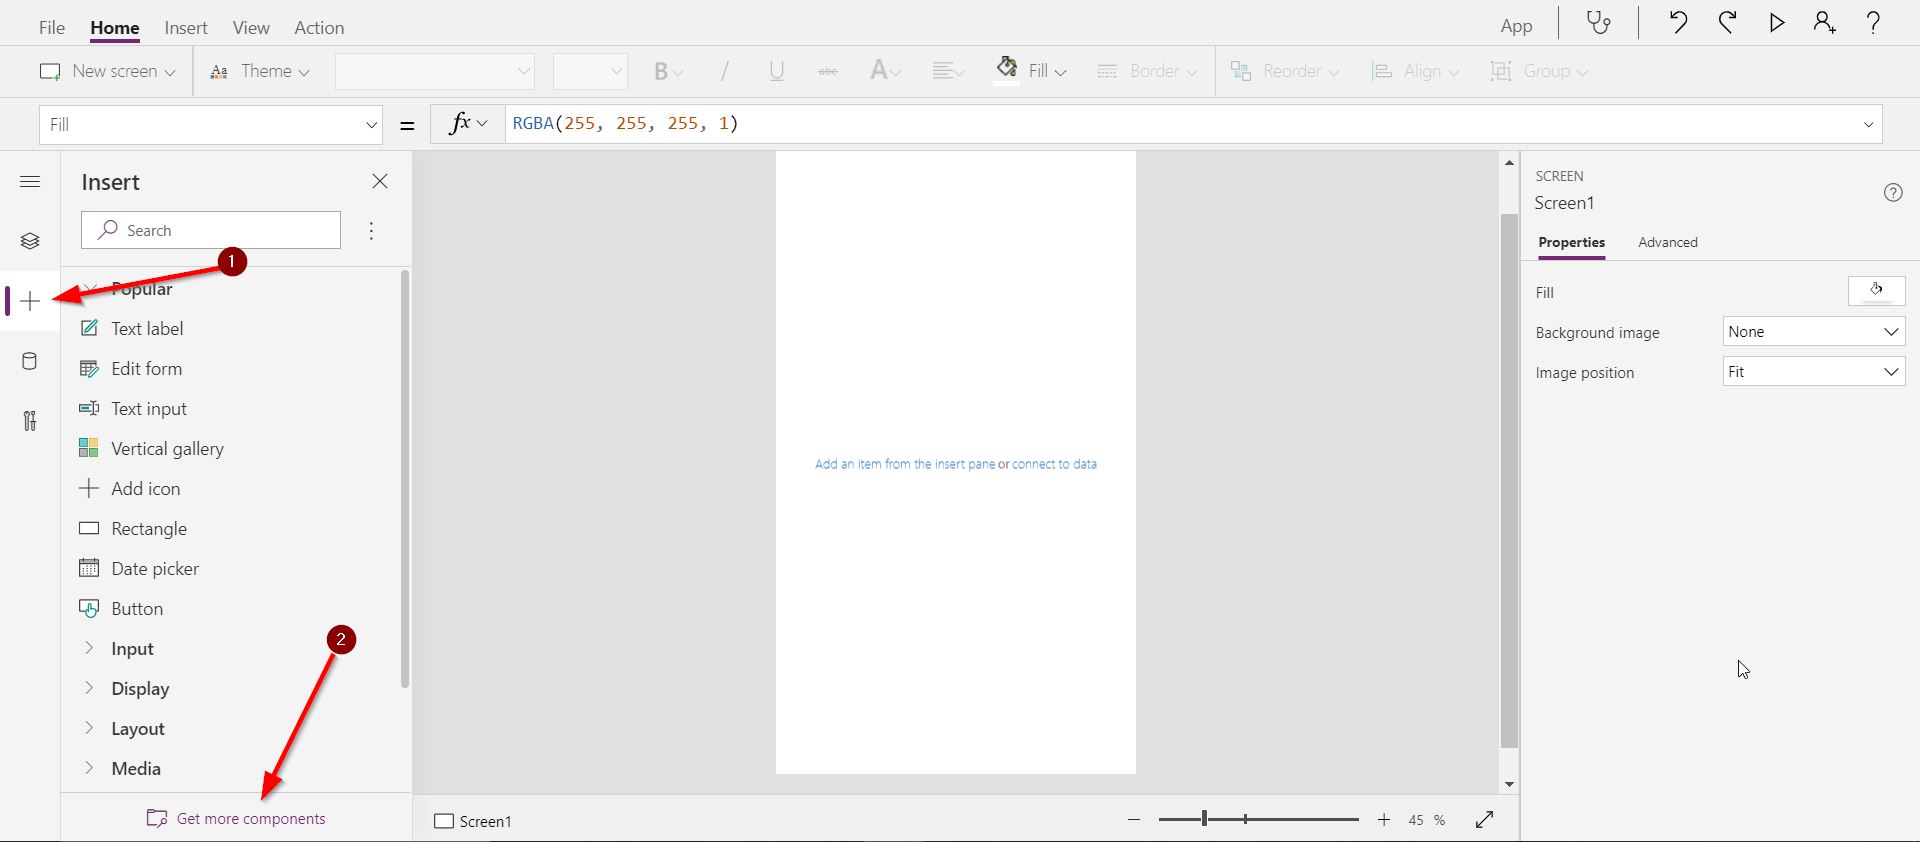 File Home Insert View Action App
New screen Aa Theme B / U abc A Fill Border Reorder Align Group
Fill = fx RGBA(255, 255, 255, 1)
Insert
Search
1
Popular
Text label
Edit form
Text input
Vertical gallery
Add icon
Rectangle
Date picker
Button
2
Input
Display
Layout
Media
Get more components
Add an item from the insert pane or connect to data
Screen1
45 %
SCREEN
Screen1
Properties Advanced
Fill
Background image None
Image position Fit